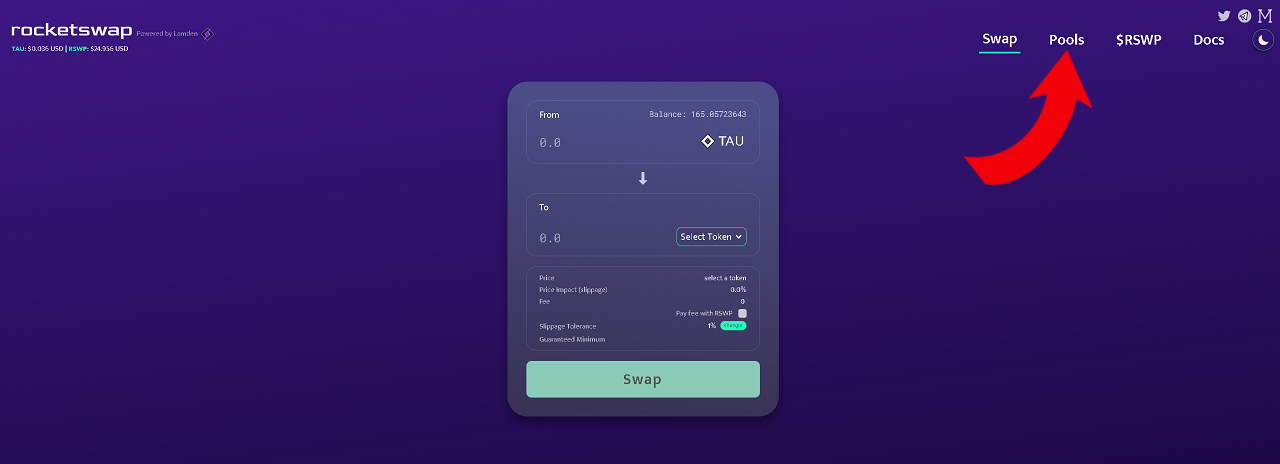 rocketswap Powered by Lamden
TAU: $0.036 USD | RSWP: $24.956 USD
Swap Pools $RSWP Docs
From Balance: 165.05723643
0.0 TAU
To
0.0 Select Token
Price select a token
Price Impact (slippage) 0.0%
Fee 0
Pay fee with RSWP
Slippage Tolerance 1% change
Guaranteed Minimum
Swap